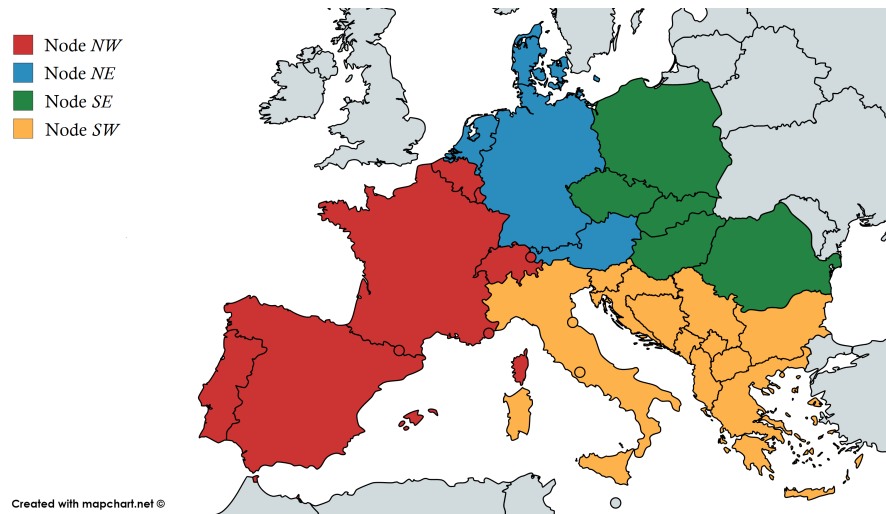 Node NW
Node NE
Node SE
Node SW
Created with mapchart.net ©